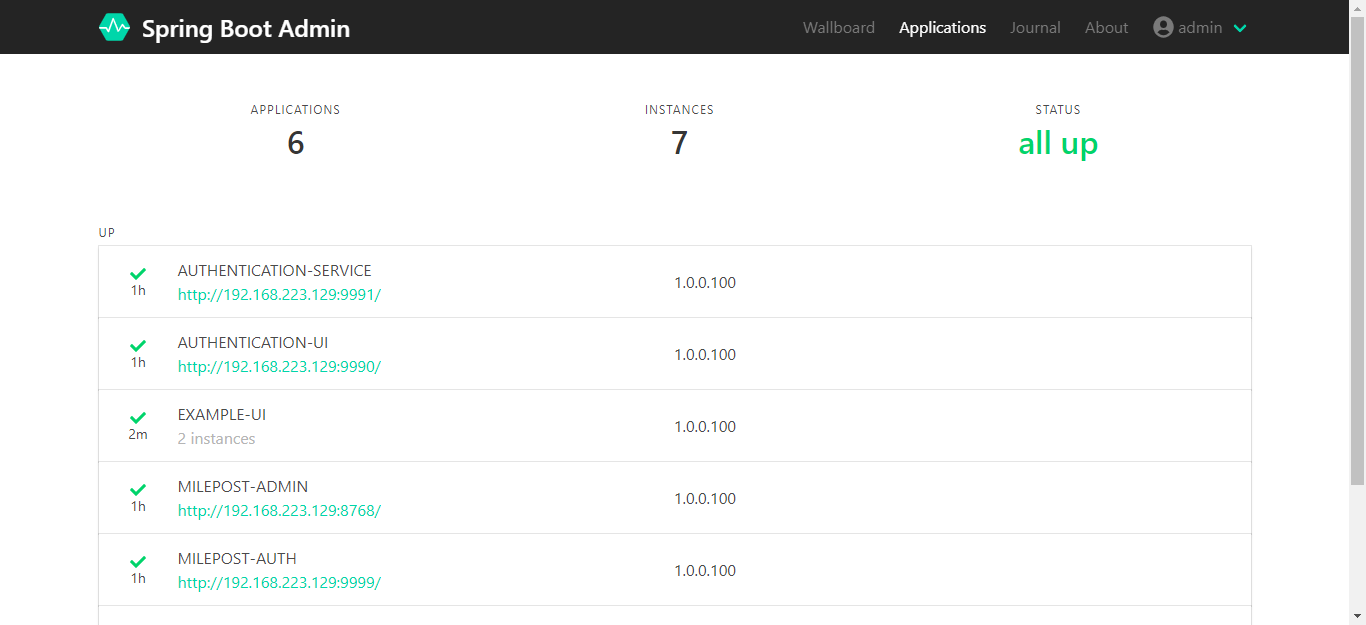 Spring Boot Admin
Wallboard Applications Journal About admin
APPLICATIONS INSTANCES STATUS
6 7 all up
UP
AUTHENTICATION-SERVICE
1h http://192.168.223.129:9991/ 1.0.0.100
AUTHENTICATION-UI
1h http://192.168.223.129:9990/ 1.0.0.100
EXAMPLE-UI
2m 2 instances 1.0.0.100
MILEPOST-ADMIN
1h http://192.168.223.129:8768/ 1.0.0.100
MILEPOST-AUTH
1h http://192.168.223.129:9999/ 1.0.0.100